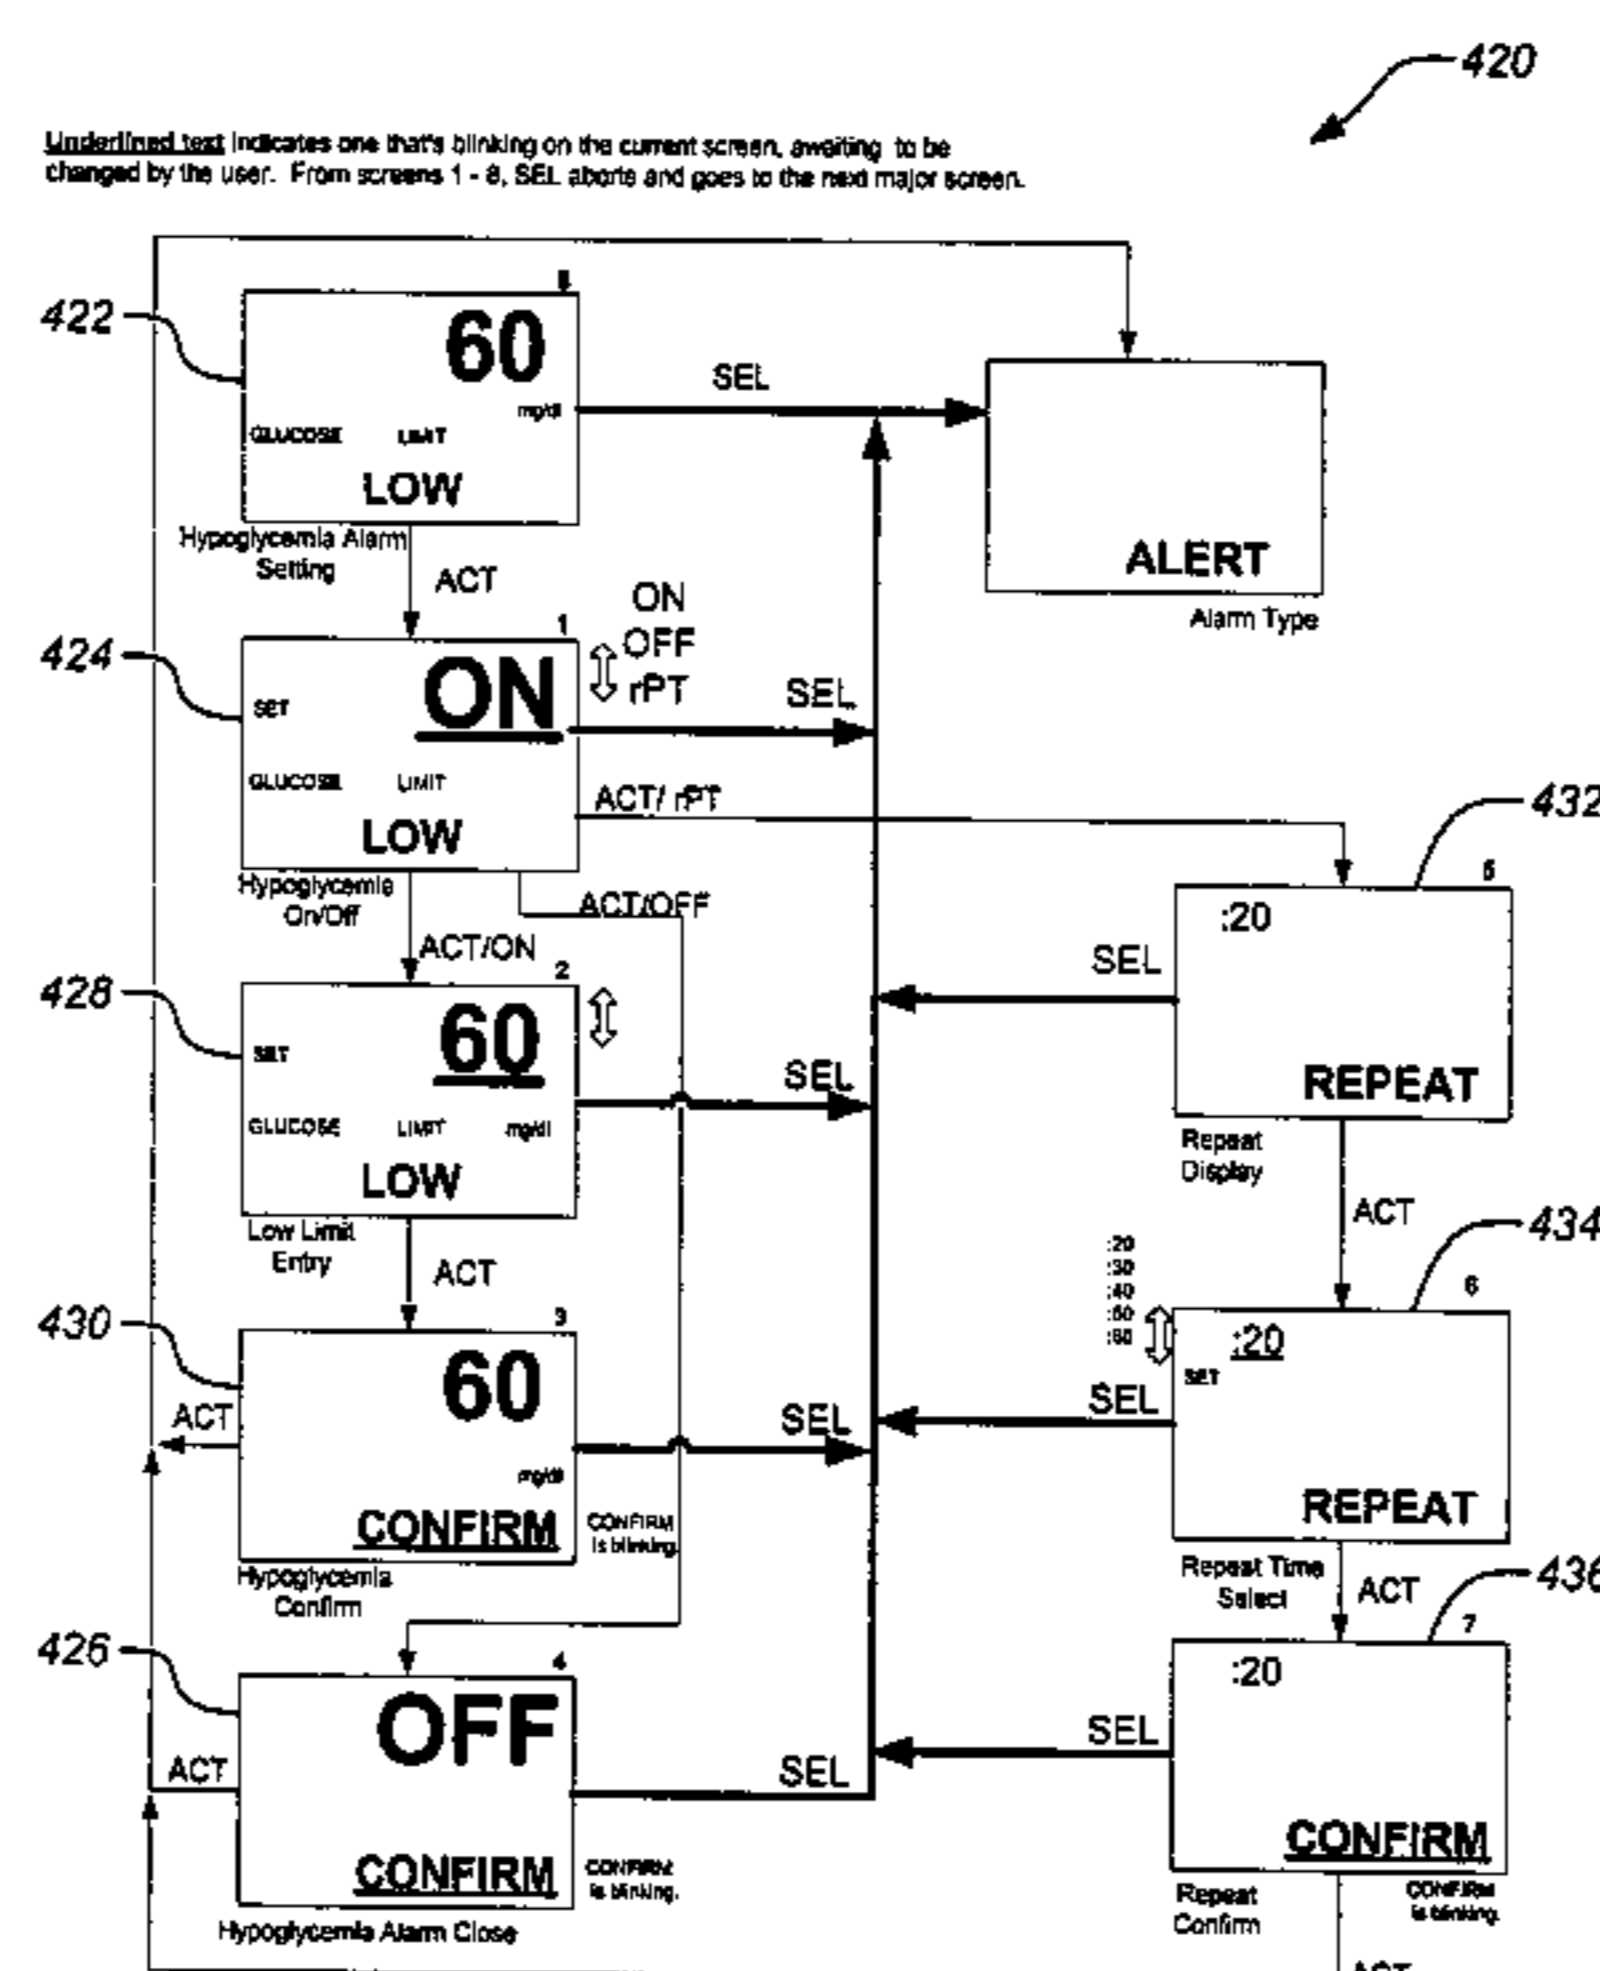 420
Underlined text indicates one that's blinking on the current screen, awaiting to be
changed by the user. From screens 1 - 8, SEL aborts and goes to the next major screen.
422
60
mg/dl
GLUCOSE LIMIT
LOW
Hypoglycemia Alarm
Setting
SEL
ALERT
Alarm Type
ACT
ON
OFF
rPT
424
1
SET
ON
GLUCOSE LIMIT
LOW
Hypoglycemia
On/Off
SEL
ACT/ rPT
ACT/OFF
ACT/ON
432
5
:20
REPEAT
Repeat
Display
SEL
428
2
SET
60
GLUCOSE LIMIT mg/dl
LOW
Low Limit
Entry
SEL
ACT
ACT
434
6
:20
:30
:40
:50
:60
:20
SET
REPEAT
Repeat Time
Select
SEL
430
3
60
mg/dl
CONFIRM
CONFIRM
is blinking.
Hypoglycemia
Confirm
ACT
SEL
ACT
436
7
:20
CONFIRM
Repeat
Confirm
CONFIRM
is blinking.
SEL
426
4
OFF
CONFIRM
CONFIRM
is blinking.
Hypoglycemia Alarm Close
ACT
SEL
ACT